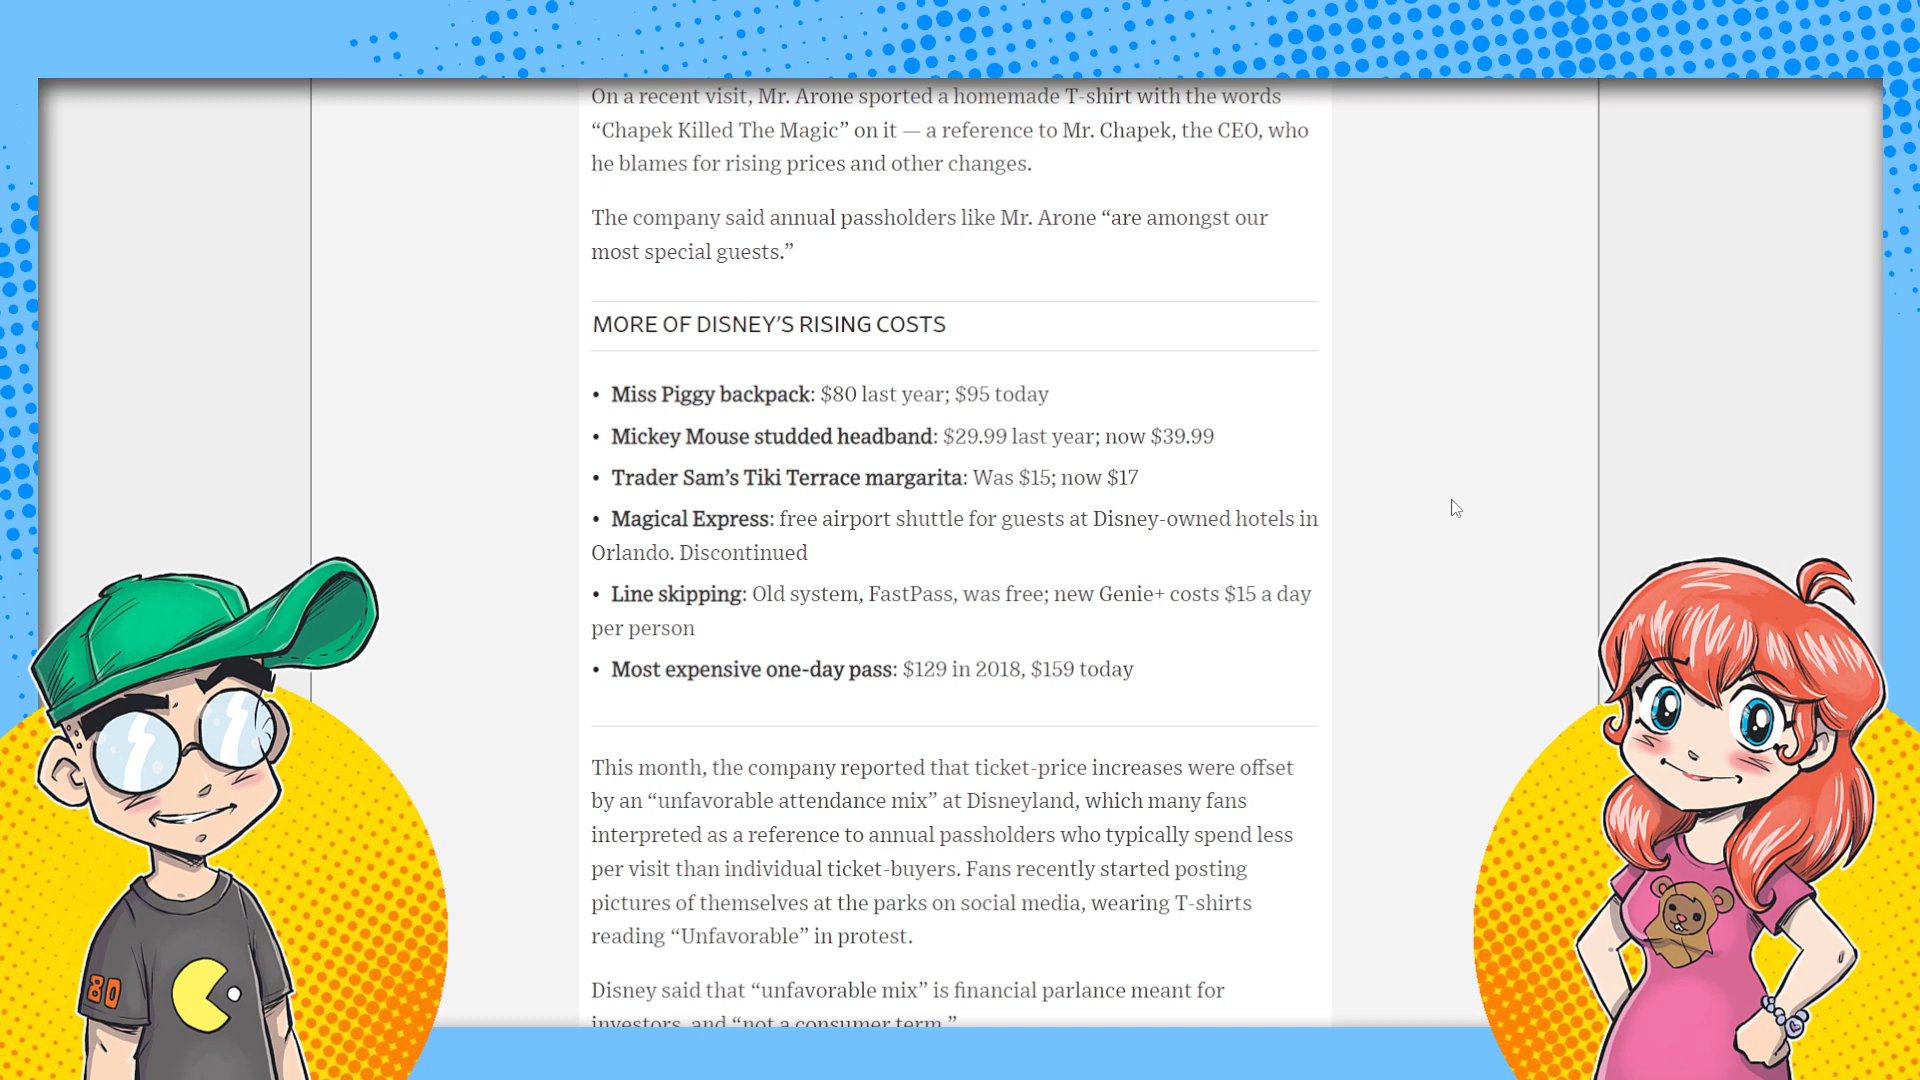 On a recent visit, Mr. Arone sported a homemade T-shirt with the words
“Chapek Killed The Magic” on it — a reference to Mr. Chapek, the CEO, who
he blames for rising prices and other changes.
The company said annual passholders like Mr. Arone “are amongst our
most special guests.”
MORE OF DISNEY’S RISING COSTS
• Miss Piggy backpack: $80 last year; $95 today
• Mickey Mouse studded headband: $29.99 last year; now $39.99
• Trader Sam’s Tiki Terrace margarita: Was $15; now $17
• Magical Express: free airport shuttle for guests at Disney-owned hotels in
Orlando. Discontinued
• Line skipping: Old system, FastPass, was free; new Genie+ costs $15 a day
per person
• Most expensive one-day pass: $129 in 2018, $159 today
This month, the company reported that ticket-price increases were offset
by an “unfavorable attendance mix” at Disneyland, which many fans
interpreted as a reference to annual passholders who typically spend less
per visit than individual ticket-buyers. Fans recently started posting
pictures of themselves at the parks on social media, wearing T-shirts
reading “Unfavorable” in protest.
Disney said that “unfavorable mix” is financial parlance meant for
investors, and “not a consumer term.”
80